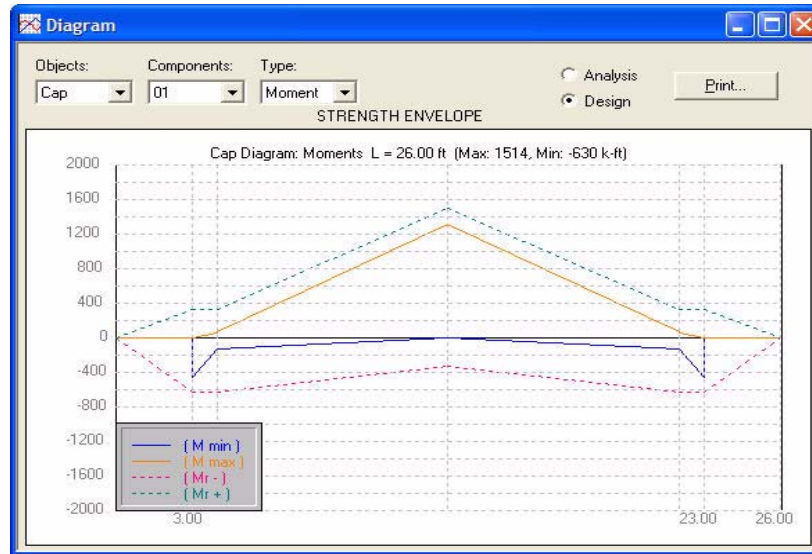 Diagram
Objects: Components: Type:
Cap 01 Moment
Analysis
Design
Print...
STRENGTH ENVELOPE
Cap Diagram: Moments L = 26.00 ft (Max: 1514, Min: -630 k-ft)
2000
1600
1200
800
400
0
-400
-800
-1200
-1600
-2000
( M min )
( M max )
( Mr - )
( Mr + )
3.00 23.00 26.00